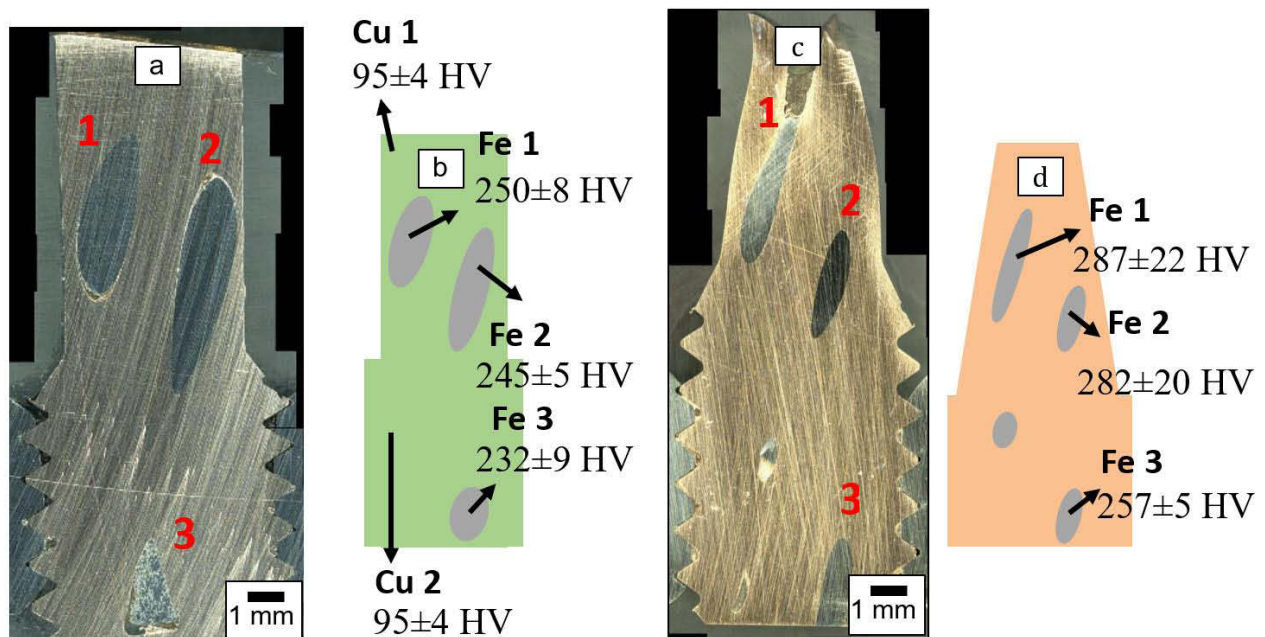 a
1
2
3
1 mm
Cu 1
95±4 HV
b
Fe 1
250±8 HV
Fe 2
245±5 HV
Fe 3
232±9 HV
Cu 2
95±4 HV
c
1
2
3
1 mm
d
Fe 1
287±22 HV
Fe 2
282±20 HV
Fe 3
257±5 HV